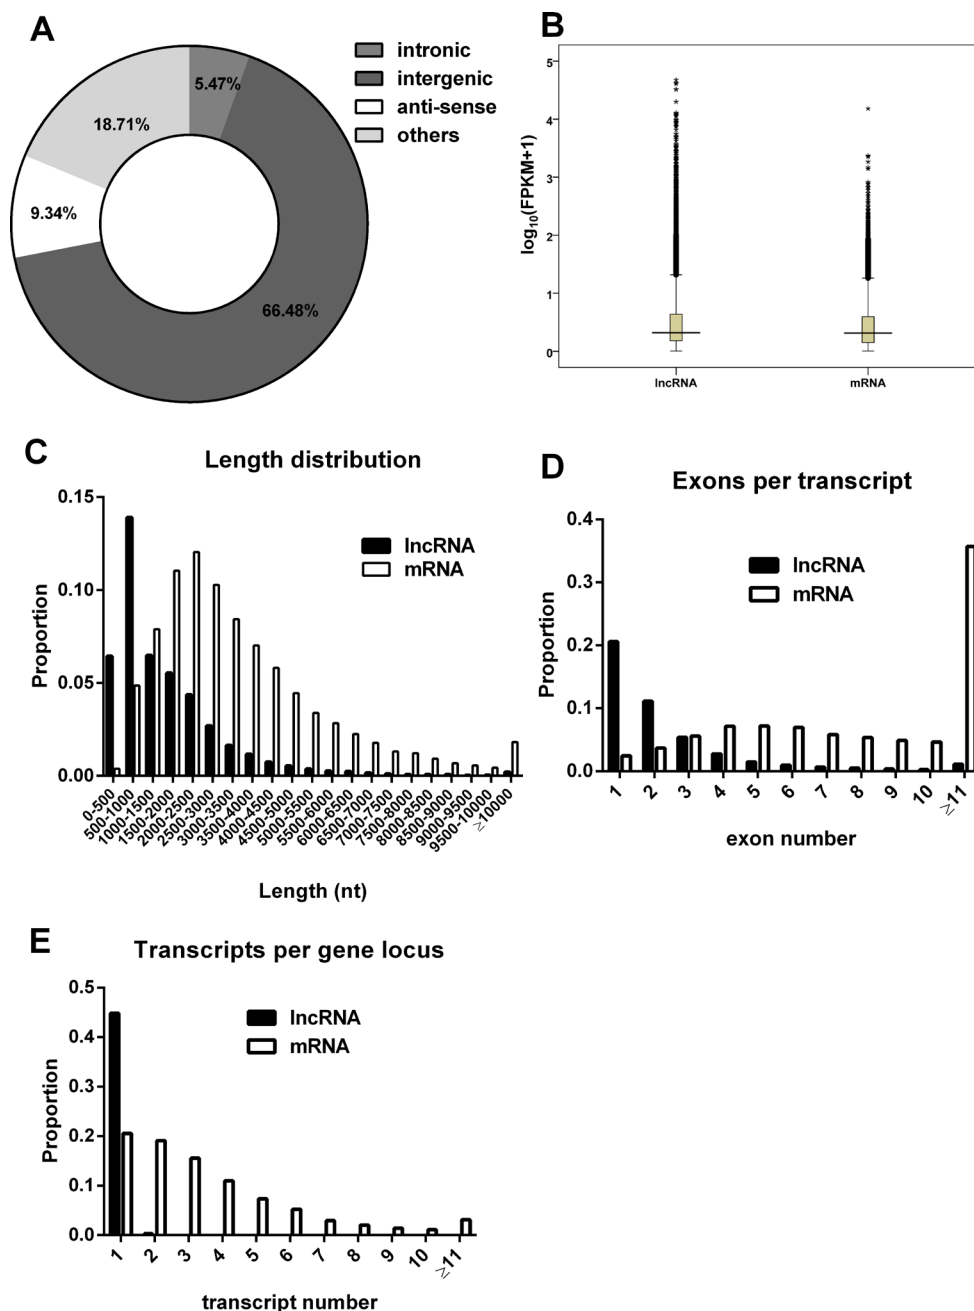 A
intronic
intergenic
anti-sense
others
5.47%
18.71%
9.34%
66.48%
B
log10(FPKM+1)
5
4
3
2
1
0
lncRNA
mRNA
C
Length distribution
lncRNA
mRNA
Proportion
0.15
0.10
0.05
0.00
0-500
500-1000
1000-1500
1500-2000
2000-2500
2500-3000
3000-3500
3500-4000
4000-4500
4500-5000
5000-5500
5500-6000
6000-6500
6500-7000
7000-7500
7500-8000
8000-8500
8500-9000
9000-9500
9500-10000
≥10000
Length (nt)
D
Exons per transcript
lncRNA
mRNA
Proportion
0.4
0.3
0.2
0.1
0.0
1
2
3
4
5
6
7
8
9
10
≥11
exon number
E
Transcripts per gene locus
lncRNA
mRNA
Proportion
0.5
0.4
0.3
0.2
0.1
0.0
1
2
3
4
5
6
7
8
9
10
≥11
transcript number